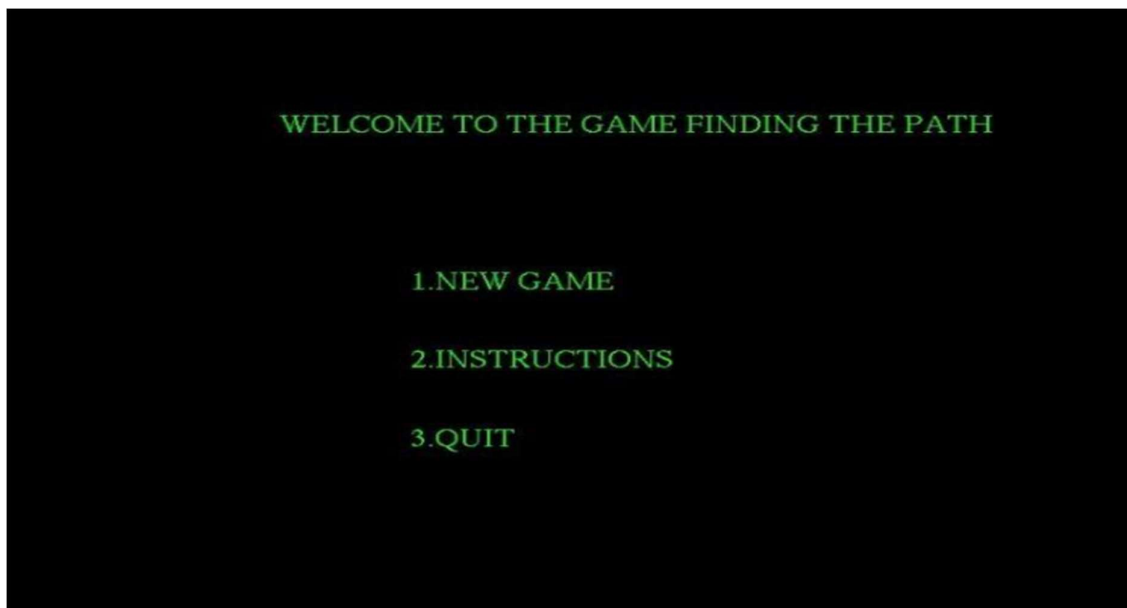 WELCOME TO THE GAME FINDING THE PATH
1.NEW GAME
2.INSTRUCTIONS
3.QUIT